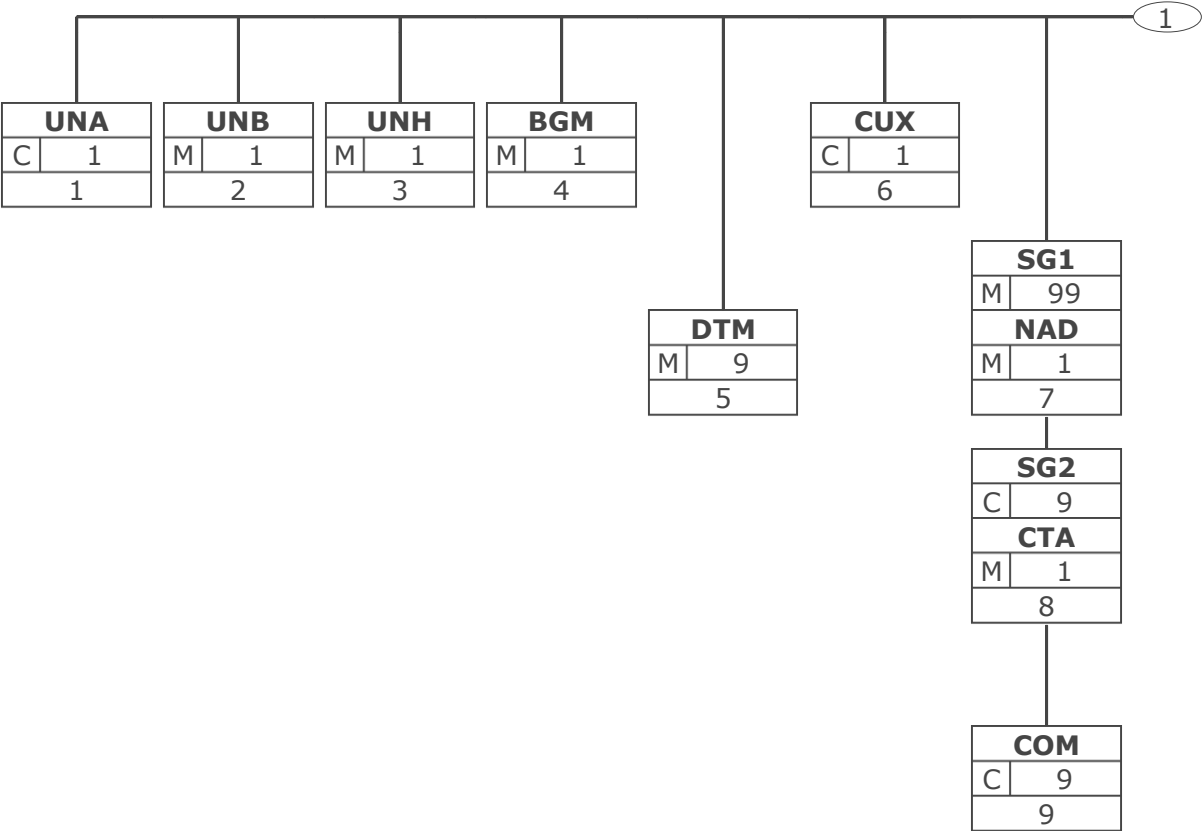 1
UNA
C 1
1
UNB
M 1
2
UNH
M 1
3
BGM
M 1
4
DTM
M 9
5
CUX
C 1
6
SG1
M 99
NAD
M 1
7
SG2
C 9
CTA
M 1
8
COM
C 9
9